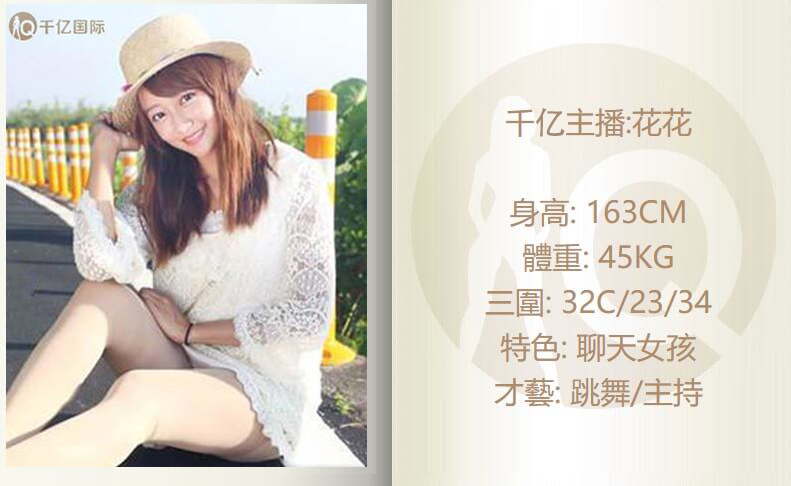 千亿国际
千亿主播:花花
身高: 163CM
體重: 45KG
三圍: 32C/23/34
特色: 聊天女孩
才藝: 跳舞/主持